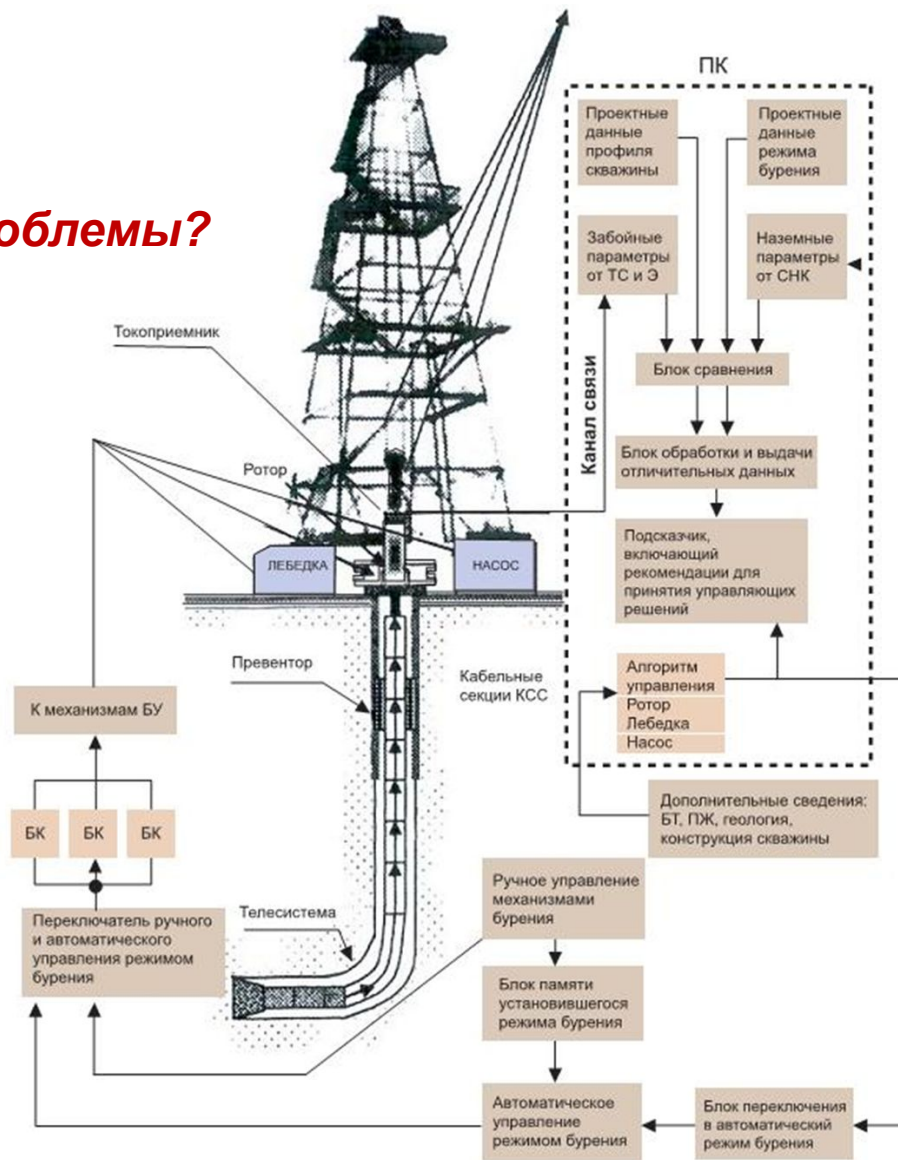 облемы?
ПК
Проектные
данные
профиля
скважины
Проектные
данные
режима
бурения
Забойные
параметры
от ТС и Э
Наземные
параметры
от СНК
Токоприемник
Блок сравнения
Канал связи
Блок обработки и выдачи
отличительных данных
Ротор
Подсказчик,
включающий
рекомендации для
принятия управляющих
решений
ЛЕБЕДКА
НАСОС
Превентор
Кабельные
секции КСС
Алгоритм
управления
Ротор
Лебедка
Насос
К механизмам БУ
Дополнительные сведения:
БТ, ПЖ, геология,
конструкция скважины
БК
БК
БК
Ручное управление
механизмами
бурения
Телесистема
Переключатель ручного
и автоматического
управления режимом
бурения
Блок памяти
установившегося
режима бурения
Автоматическое
управление
режимом бурения
Блок переключения
в автоматический
режим бурения